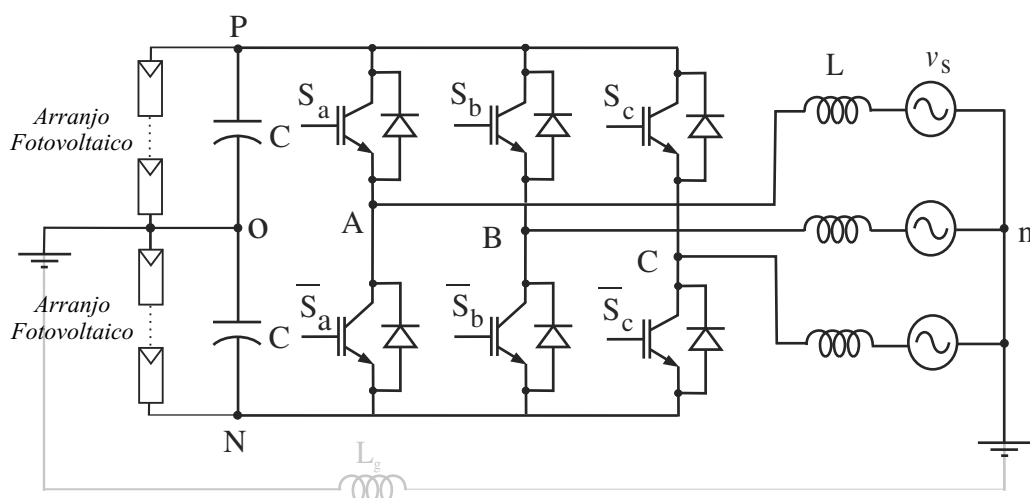 P
v_s
L
S_a
S_b
S_c
Arranjo
Fotovoltaico
C
A
O
B
C
n
S̅_a
S̅_b
S̅_c
Arranjo
Fotovoltaico
C
N
L_g